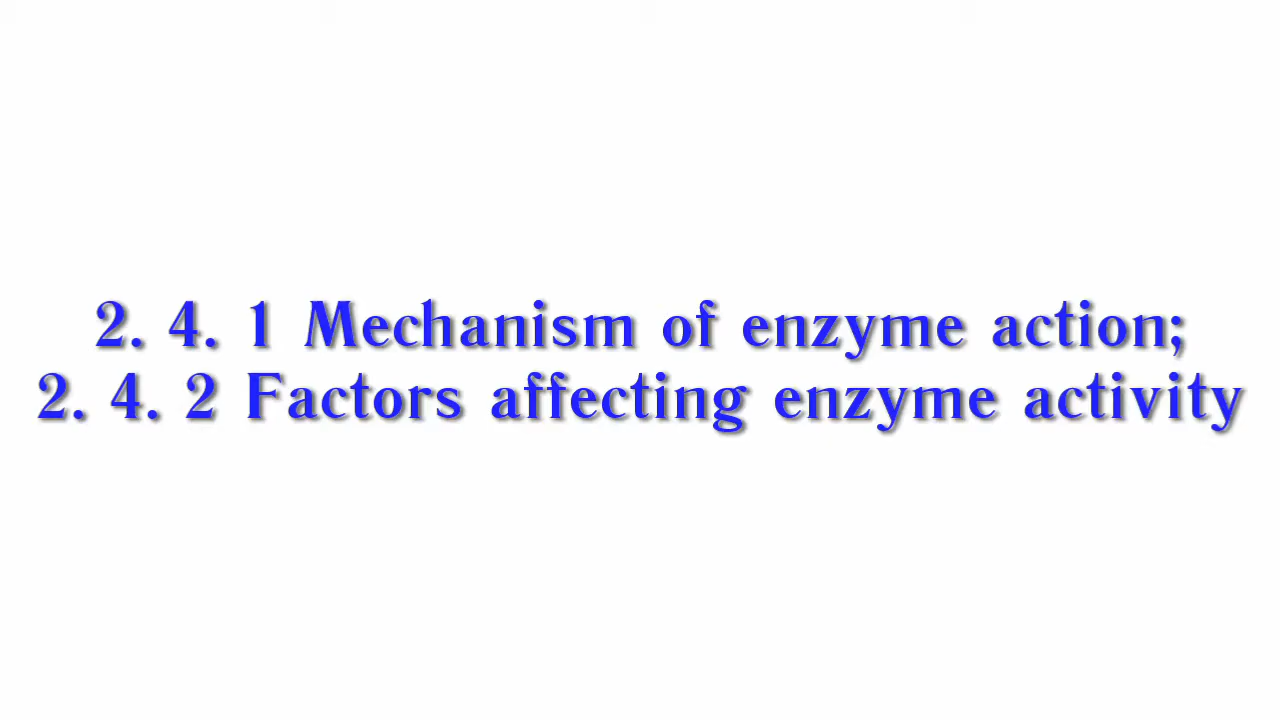 2. 4. 1 Mechanism of enzyme action;
2. 4. 2 Factors affecting enzyme activity